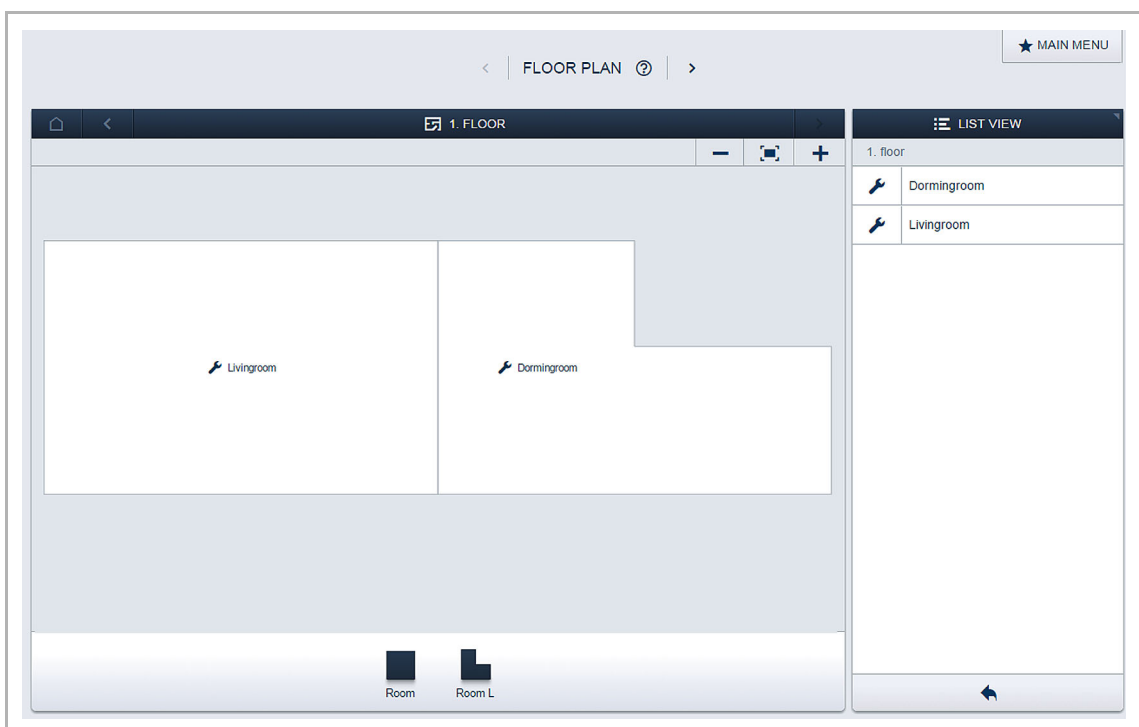 MAIN MENU
FLOOR PLAN
1. FLOOR
LIST VIEW
1. floor
Dormingroom
Livingroom
Livingroom
Dormingroom
Room
Room L